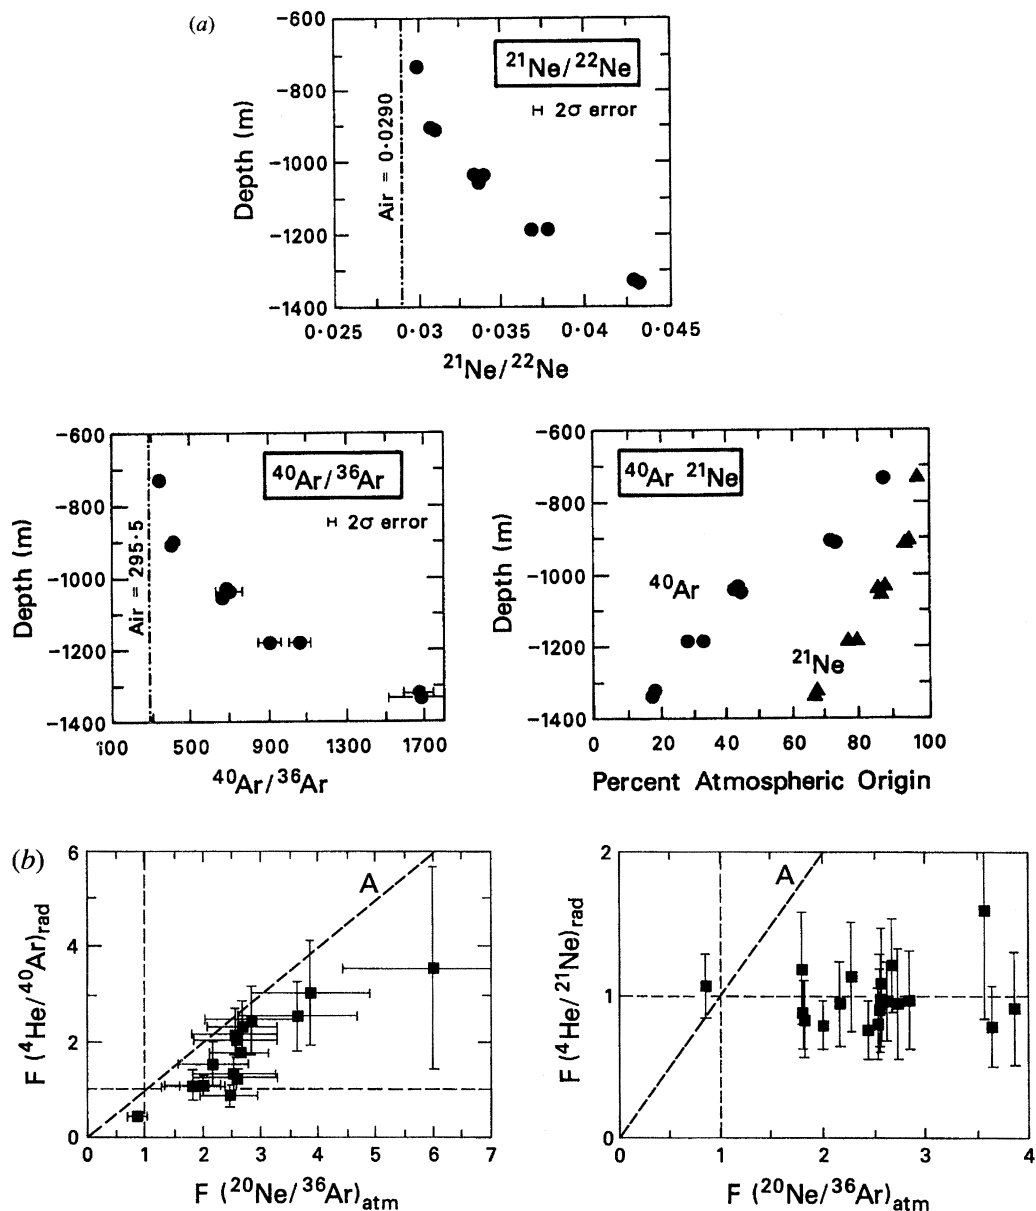 (a)
−600
−800
−1000
−1200
−1400
Depth (m)
Air = 0·0290
²¹Ne/²²Ne
2σ error
0·025
0·03
0·035
0·04
0·045
²¹Ne/²²Ne
−600
−800
−1000
−1200
−1400
Depth (m)
Air = 295·5
⁴⁰Ar/³⁶Ar
2σ error
100
500
900
1300
1700
⁴⁰Ar/³⁶Ar
−600
−800
−1000
−1200
−1400
Depth (m)
⁴⁰Ar ²¹Ne
⁴⁰Ar
²¹Ne
0
20
40
60
80
100
Percent Atmospheric Origin
(b)
6
4
2
0
F (⁴He/⁴⁰Ar)rad
A
0
1
2
3
4
5
6
7
F (²⁰Ne/³⁶Ar)atm
2
1
0
F (⁴He/²¹Ne)rad
A
0
1
2
3
4
F (²⁰Ne/³⁶Ar)atm